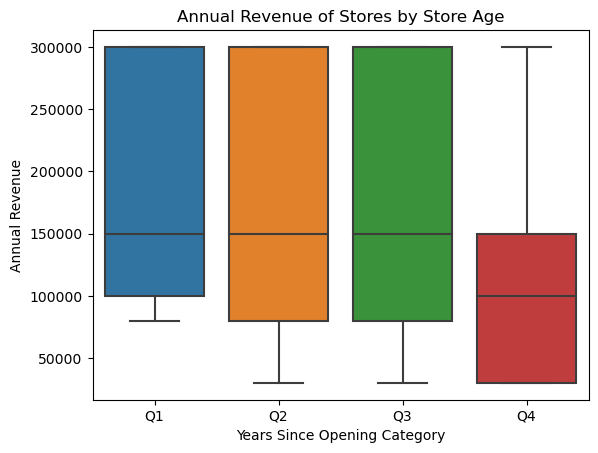 Annual Revenue of Stores by Store Age
300000
250000
200000
150000
100000
50000
Annual Revenue
Q1 Q2 Q3 Q4
Years Since Opening Category